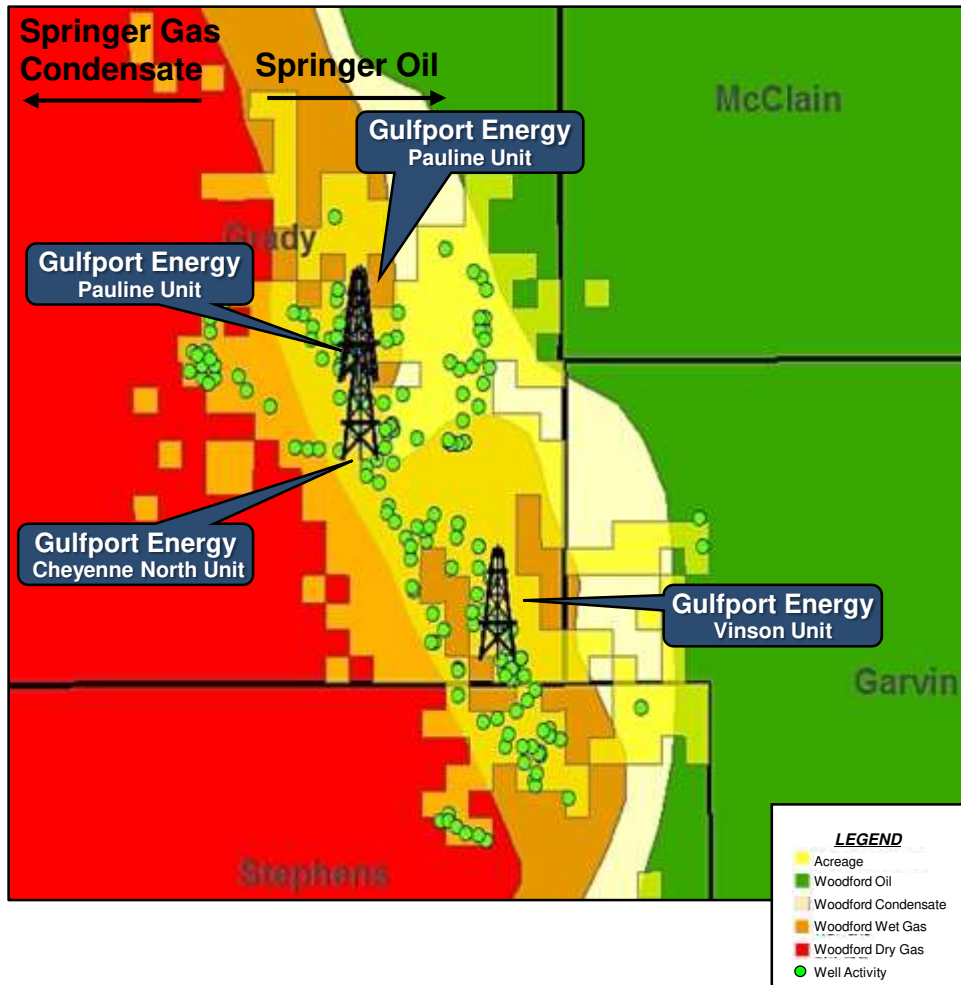 Springer Gas
Condensate
Springer Oil
McClain
Gulfport Energy
Pauline Unit
Grady
Gulfport Energy
Pauline Unit
Gulfport Energy
Cheyenne North Unit
Gulfport Energy
Vinson Unit
Garvin
Stephens
LEGEND
Acreage
Woodford Oil
Woodford Condensate
Woodford Wet Gas
Woodford Dry Gas
Well Activity